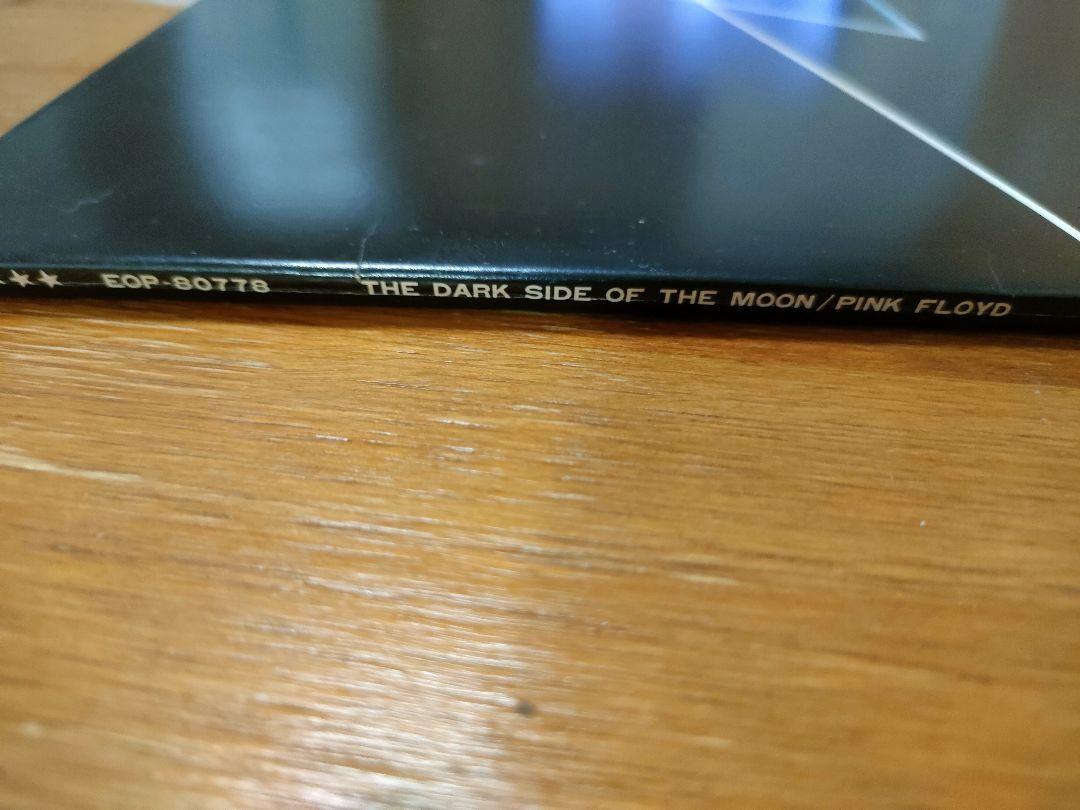 ★★ EOP-80778 THE DARK SIDE OF THE MOON/PINK FLOYD